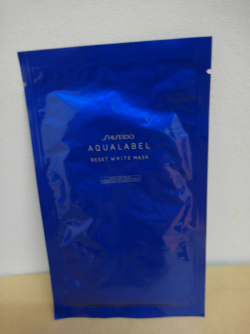 SHISEIDO
AQUALABEL
RESET WHITE MASK